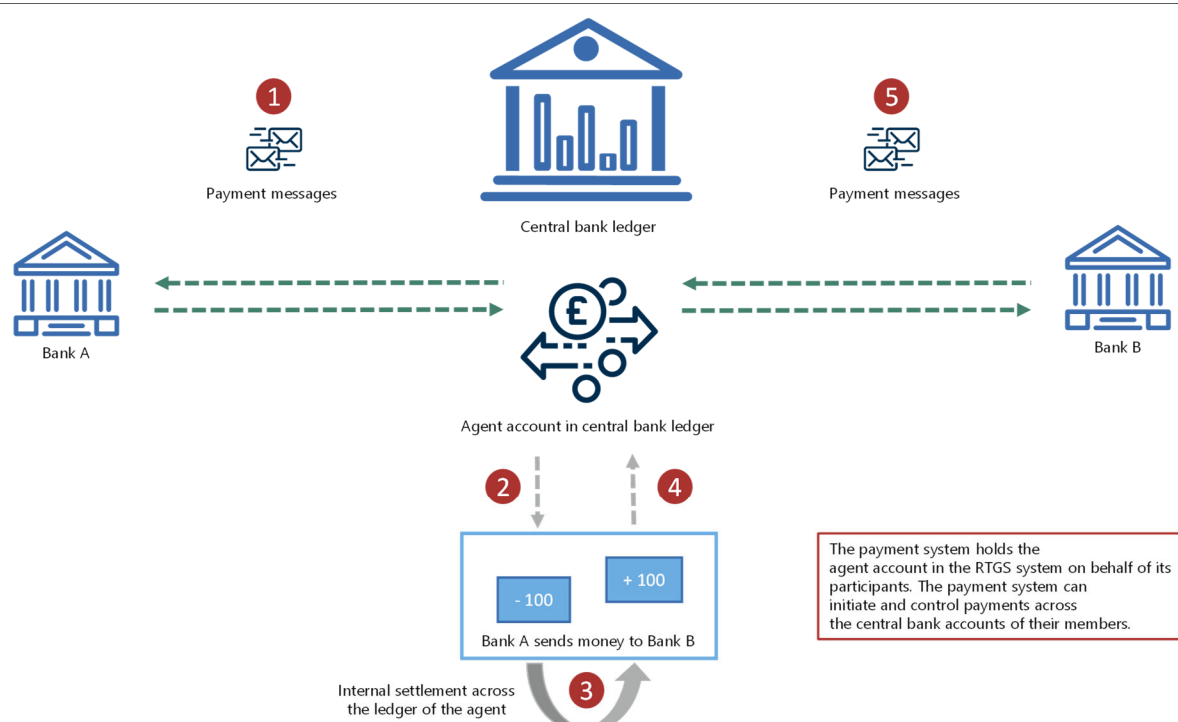 1
5
Payment messages
Payment messages
Central bank ledger
£
Bank A
Bank B
Agent account in central bank ledger
2
4
- 100
+ 100
Bank A sends money to Bank B
The payment system holds the
agent account in the RTGS system on behalf of its
participants. The payment system can
initiate and control payments across
the central bank accounts of their members.
3
Internal settlement across
the ledger of the agent